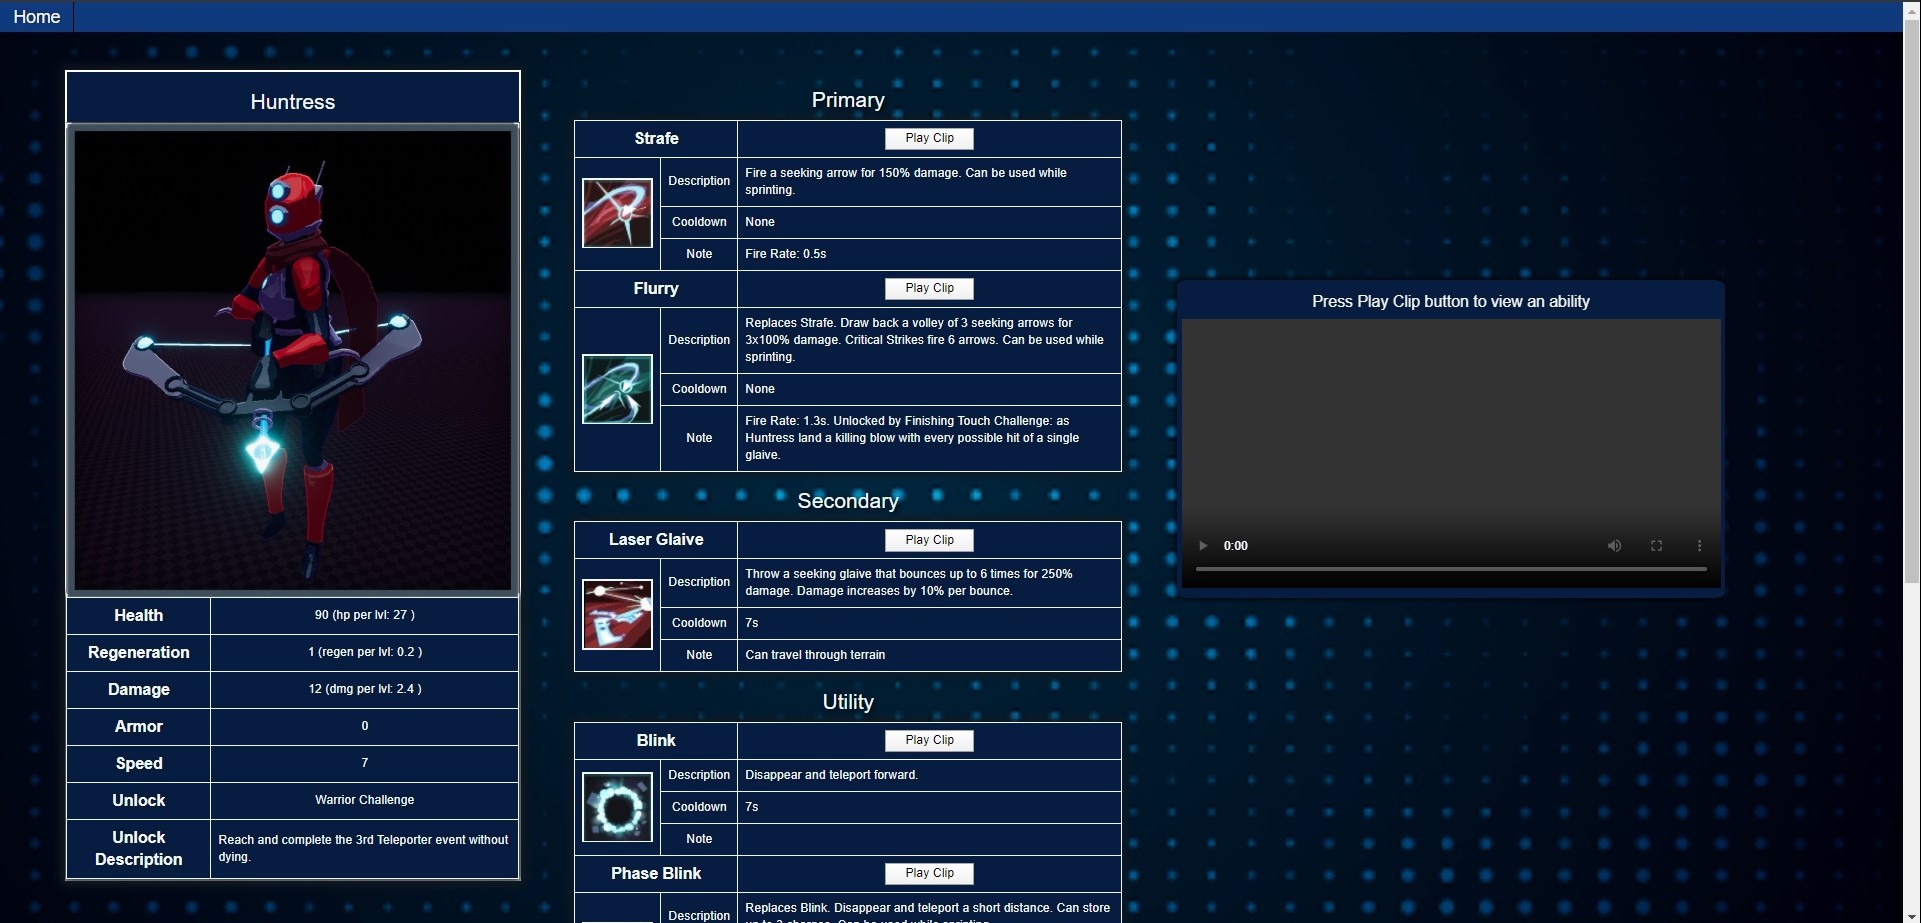 Home
Huntress
Health
90 (hp per lvl: 27 )
Regeneration
1 (regen per lvl: 0.2 )
Damage
12 (dmg per lvl: 2.4 )
Armor
0
Speed
7
Unlock
Warrior Challenge
Unlock
Description
Reach and complete the 3rd Teleporter event without
dying.
Primary
Strafe
Play Clip
Description
Fire a seeking arrow for 150% damage. Can be used while
sprinting.
Cooldown
None
Note
Fire Rate: 0.5s
Flurry
Play Clip
Description
Replaces Strafe. Draw back a volley of 3 seeking arrows for
3x100% damage. Critical Strikes fire 6 arrows. Can be used while
sprinting.
Cooldown
None
Note
Fire Rate: 1.3s. Unlocked by Finishing Touch Challenge: as
Huntress land a killing blow with every possible hit of a single
glaive.
Secondary
Laser Glaive
Play Clip
Description
Throw a seeking glaive that bounces up to 6 times for 250%
damage. Damage increases by 10% per bounce.
Cooldown
7s
Note
Can travel through terrain
Utility
Blink
Play Clip
Description
Disappear and teleport forward.
Cooldown
7s
Note
Phase Blink
Play Clip
Description
Replaces Blink. Disappear and teleport a short distance. Can store
Press Play Clip button to view an ability
0:00